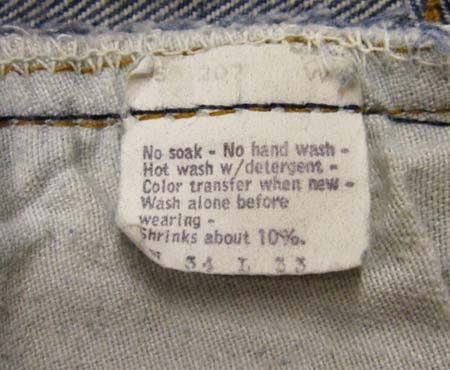 S 207 W
No soak - No hand wash -
Hot wash w/detergent -
Color transfer when new -
Wash alone before
wearing -
Shrinks about 10%.
W 34 L 33